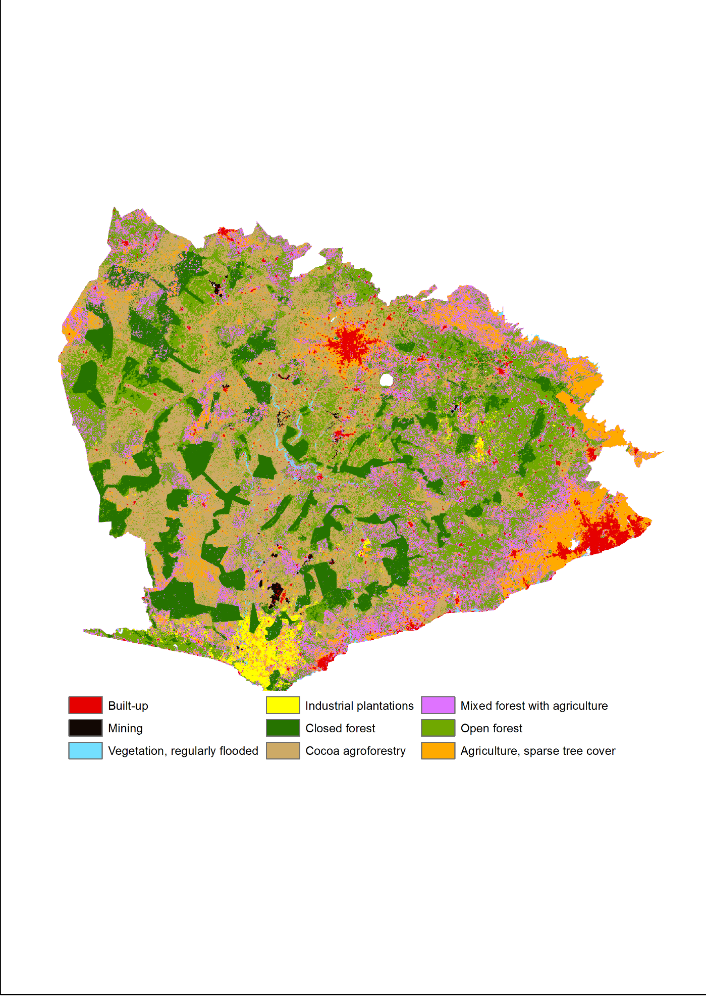 Built-up
Industrial plantations
Mixed forest with agriculture
Mining
Closed forest
Open forest
Vegetation, regularly flooded
Cocoa agroforestry
Agriculture, sparse tree cover